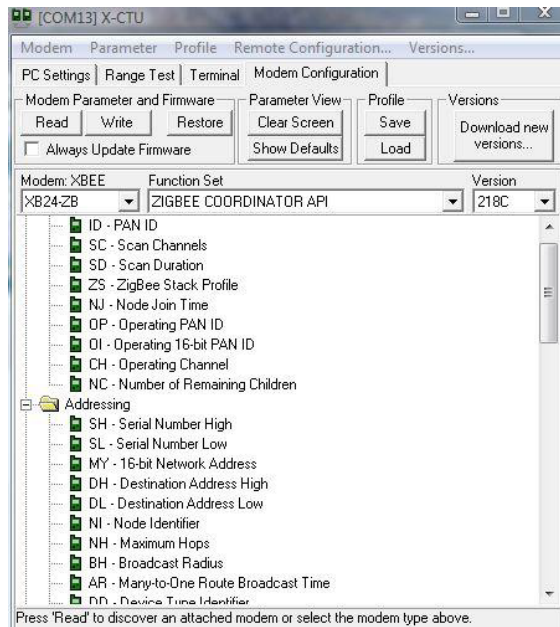 [COM13] X-CTU
Modem Parameter Profile Remote Configuration... Versions...
PC Settings Range Test Terminal Modem Configuration
Modem Parameter and Firmware Parameter View Profile Versions
Read Write Restore Clear Screen Save Download new versions...
Always Update Firmware Show Defaults Load
Modem: XBEE Function Set Version
XB24-ZB ZIGBEE COORDINATOR API 218C
ID - PAN ID
SC - Scan Channels
SD - Scan Duration
ZS - ZigBee Stack Profile
NJ - Node Join Time
OP - Operating PAN ID
OI - Operating 16-bit PAN ID
CH - Operating Channel
NC - Number of Remaining Children
Addressing
SH - Serial Number High
SL - Serial Number Low
MY - 16-bit Network Address
DH - Destination Address High
DL - Destination Address Low
NI - Node Identifier
NH - Maximum Hops
BH - Broadcast Radius
AR - Many-to-One Route Broadcast Time
DD - Device Type Identifier
Press 'Read' to discover an attached modem or select the modem type above.